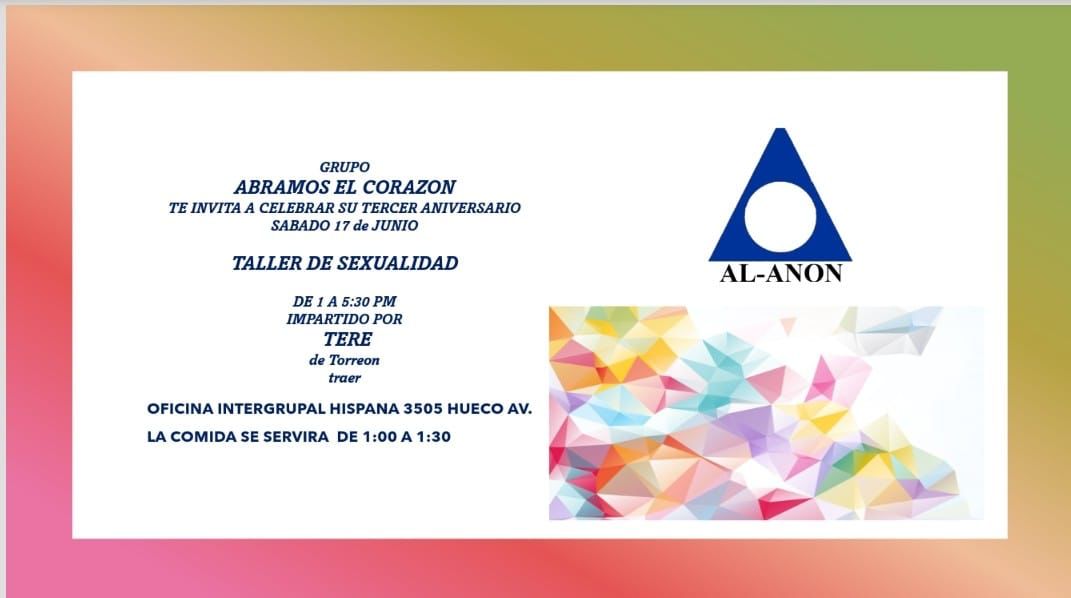 GRUPO
ABRAMOS EL CORAZON
TE INVITA A CELEBRAR SU TERCER ANIVERSARIO
SABADO 17 de JUNIO
TALLER DE SEXUALIDAD
DE 1 A 5:30 PM
IMPARTIDO POR
TERE
de Torreon
traer
OFICINA INTERGRUPAL HISPANA 3505 HUECO AV.
LA COMIDA SE SERVIRA DE 1:00 A 1:30
AL-ANON